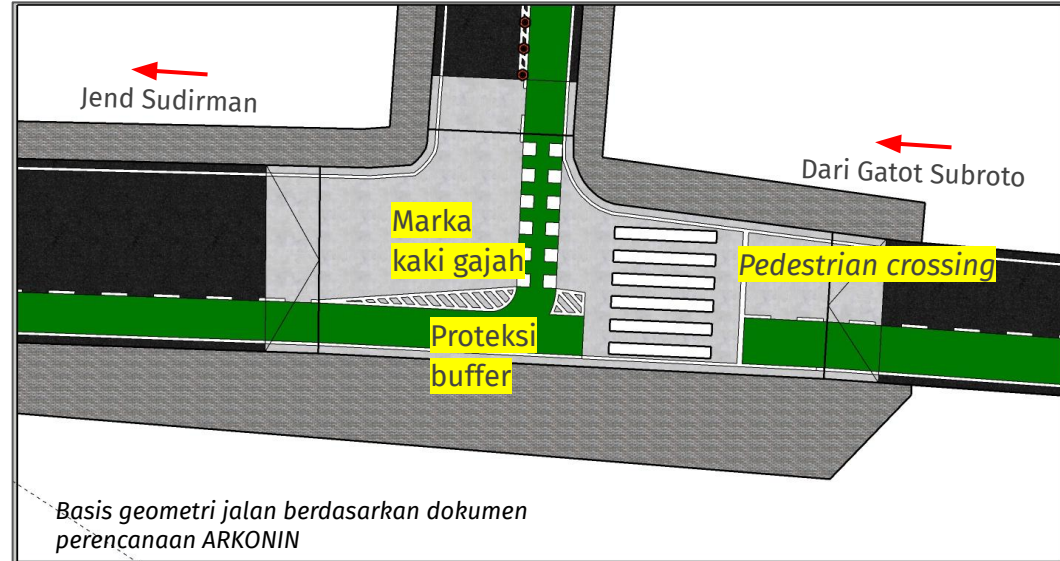 Jend Sudirman
Dari Gatot Subroto
Marka
kaki gajah
Pedestrian crossing
Proteksi
buffer
Basis geometri jalan berdasarkan dokumen
perencanaan ARKONIN